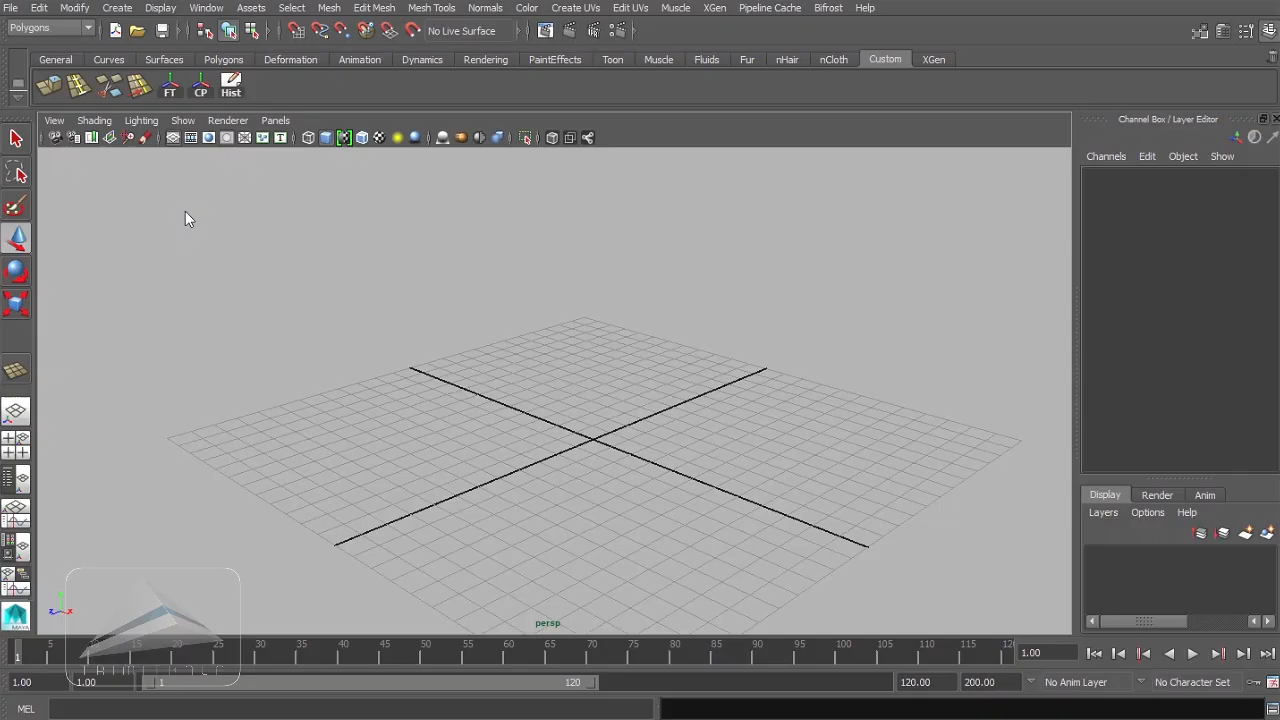 File Edit Modify Create Display Window Assets Select Mesh Edit Mesh Mesh Tools Normals Color Create UVs Edit UVs Muscle XGen Pipeline Cache Bifrost Help
Polygons No Live Surface
General Curves Surfaces Polygons Deformation Animation Dynamics Rendering PaintEffects Toon Muscle Fluids Fur nHair nCloth Custom XGen
FT CP Hist
View Shading Lighting Show Renderer Panels
Channel Box / Layer Editor
Channels Edit Object Show
Display Render Anim
Layers Options Help
persp
5 15 20 25 30 35 40 45 50 55 60 65 70 75 80 85 90 95 100 105 110 115 120
1 1.00
1.00 1.00 1 120 120.00 200.00 No Anim Layer No Character Set
MEL